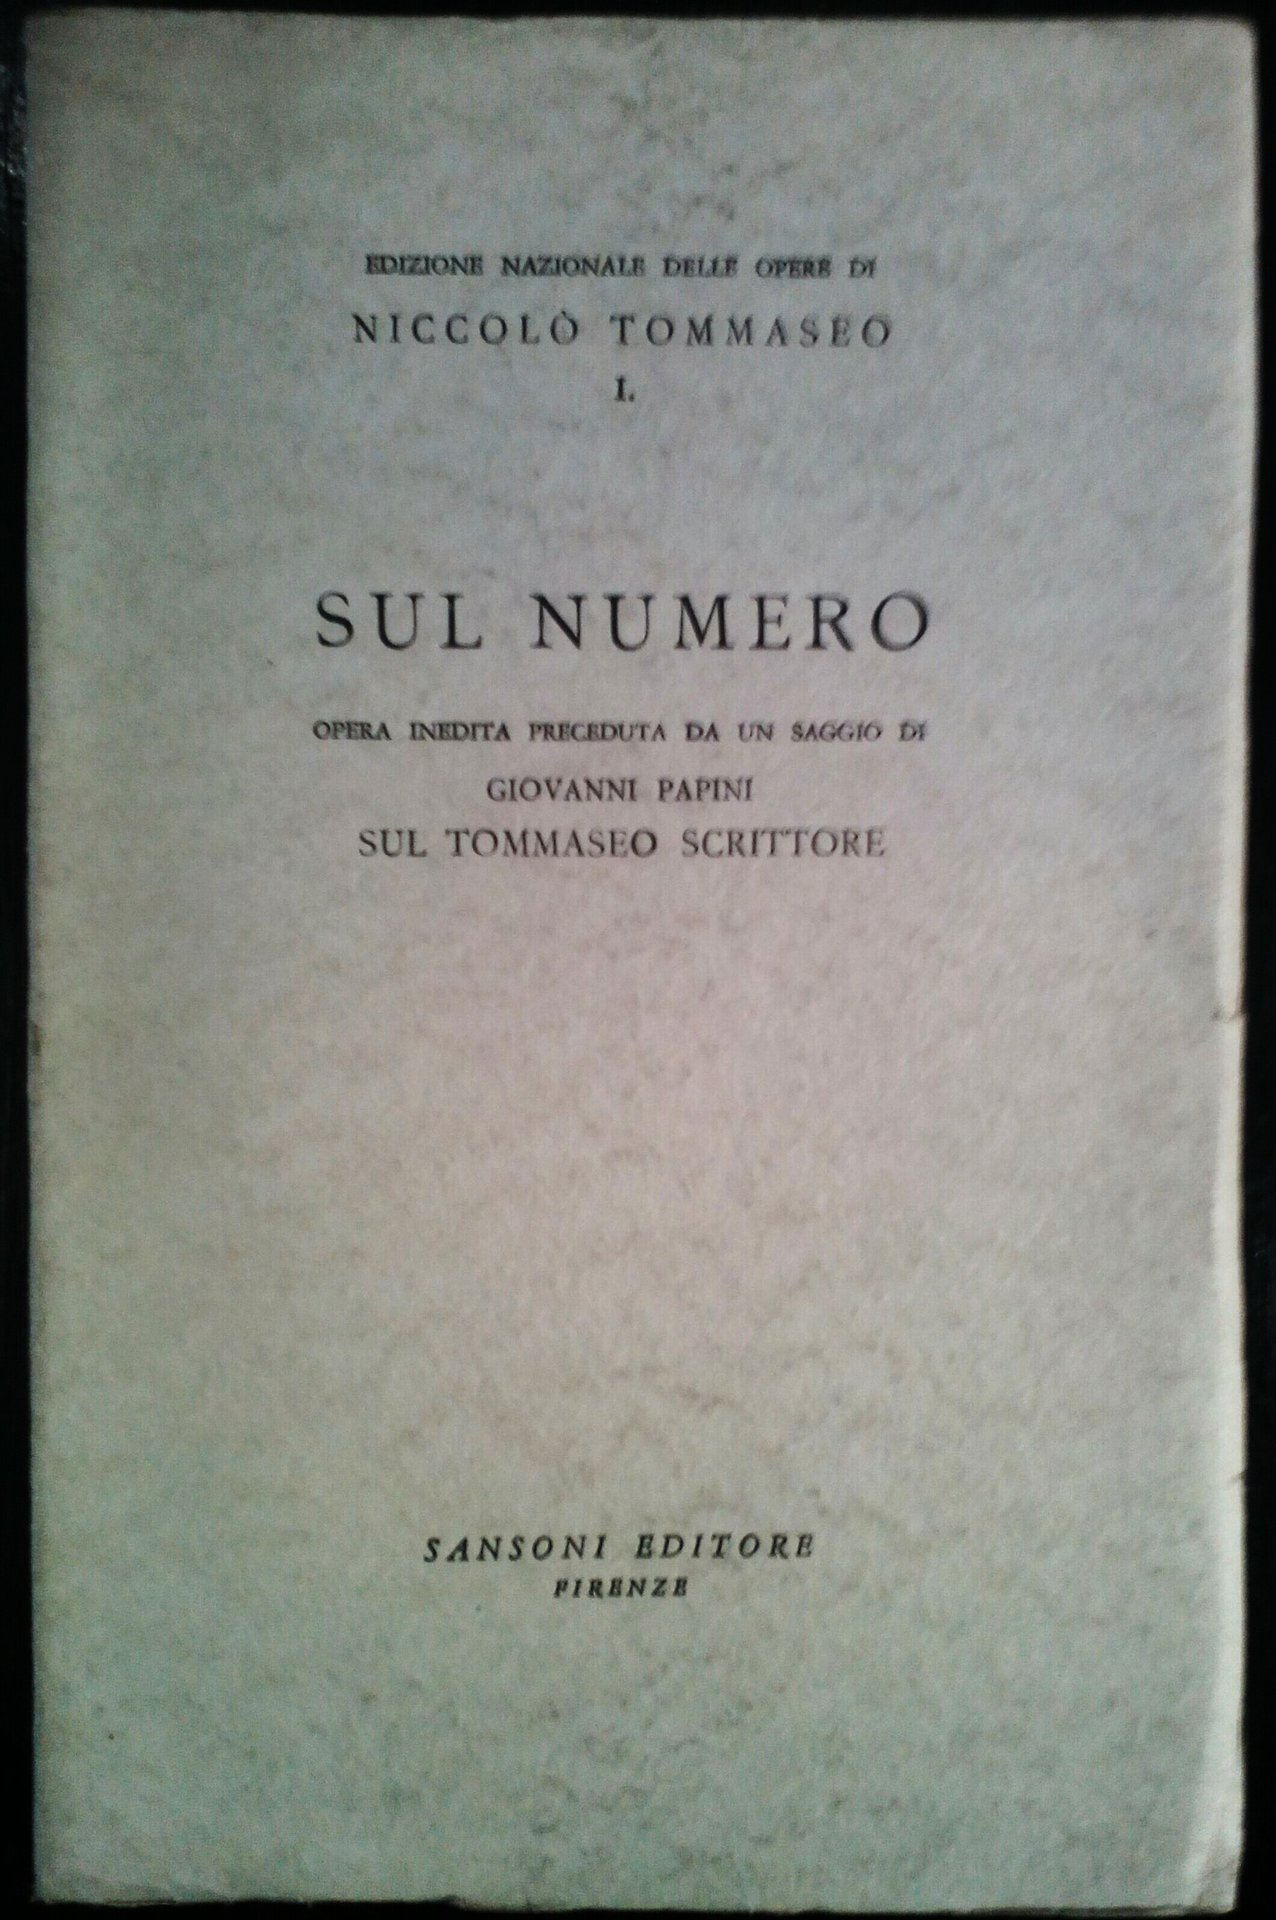 EDIZIONE NAZIONALE DELLE OPERE DI
NICCOLÒ TOMMASEO
I.
SUL NUMERO
OPERA INEDITA PRECEDUTA DA UN SAGGIO DI
GIOVANNI PAPINI
SUL TOMMASEO SCRITTORE
SANSONI EDITORE
FIRENZE